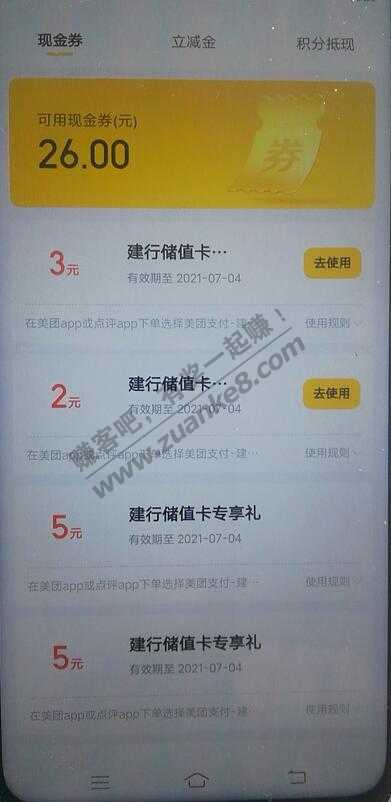 现金券 立减金 积分抵现
可用现金券(元)
26.00
券
3元 建行储值卡… 去使用
有效期至 2021-07-04
在美团app或点评app下单选择美团支付-建… 使用规则
2元 建行储值卡… 去使用
有效期至 2021-07-04
在美团app或点评app下单选择美团支付-建… 使用规则
赚客吧，有奖一起赚！
www.zuanke8.com
5元 建行储值卡专享礼
有效期至 2021-07-04
在美团app或点评app下单选择美团支付-建… 使用规则
5元 建行储值卡专享礼
有效期至 2021-07-04
在美团app或点评app下单选择美团支付-建… 使用规则